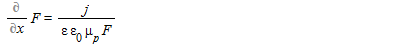 ∂/∂x F = j/(ε ε₀ μₚ F)